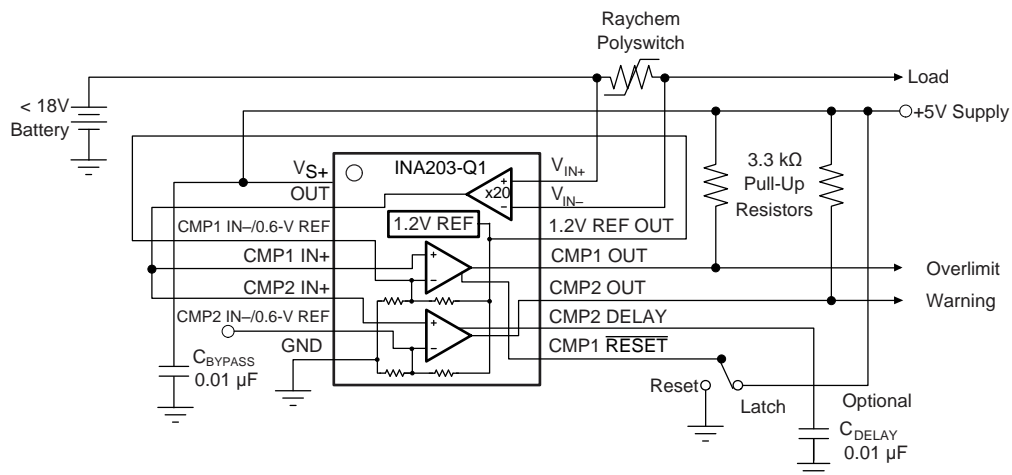 Raychem
Polyswitch
Load
< 18V
Battery
+5V Supply
VS+
INA203-Q1
VIN+
3.3 kΩ
Pull-Up
Resistors
OUT
x20
VIN–
CMP1 IN–/0.6-V REF
1.2V REF
1.2V REF OUT
CMP1 IN+
CMP1 OUT
Overlimit
CMP2 IN+
CMP2 OUT
Warning
CMP2 IN–/0.6-V REF
CMP2 DELAY
GND
CMP1 RESET
CBYPASS
0.01 µF
Reset
Latch
Optional
CDELAY
0.01 µF